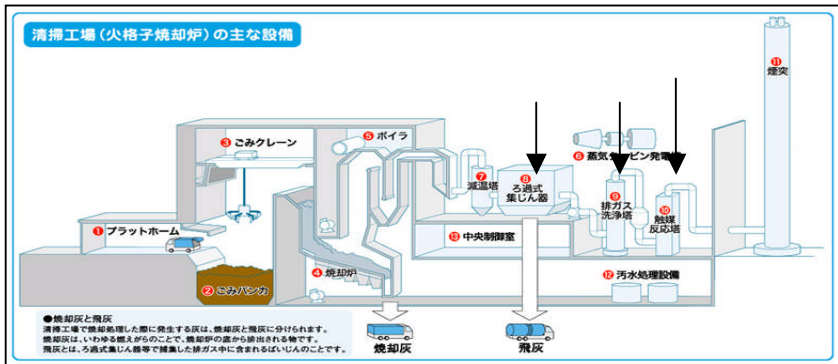 清掃工場（火格子焼却炉）の主な設備
⑪
煙突
③ ごみクレーン
⑤ ボイラ
⑥ 蒸気タービン発電機
⑦
減温塔
⑧
ろ過式
集じん器
⑨
排ガス
洗浄塔
⑩
触媒
反応塔
① プラットホーム
⑬ 中央制御室
④ 焼却炉
⑫ 汚水処理設備
② ごみバンカ
●焼却灰と飛灰
清掃工場で焼却処理した際に発生する灰は、焼却灰と飛灰に分けられます。
焼却灰は、いわゆる燃えがらのことで、焼却炉の底から排出される物です。
飛灰とは、ろ過式集じん器等で捕集した排ガス中に含まれるばいじんのことです。
焼却灰
飛灰